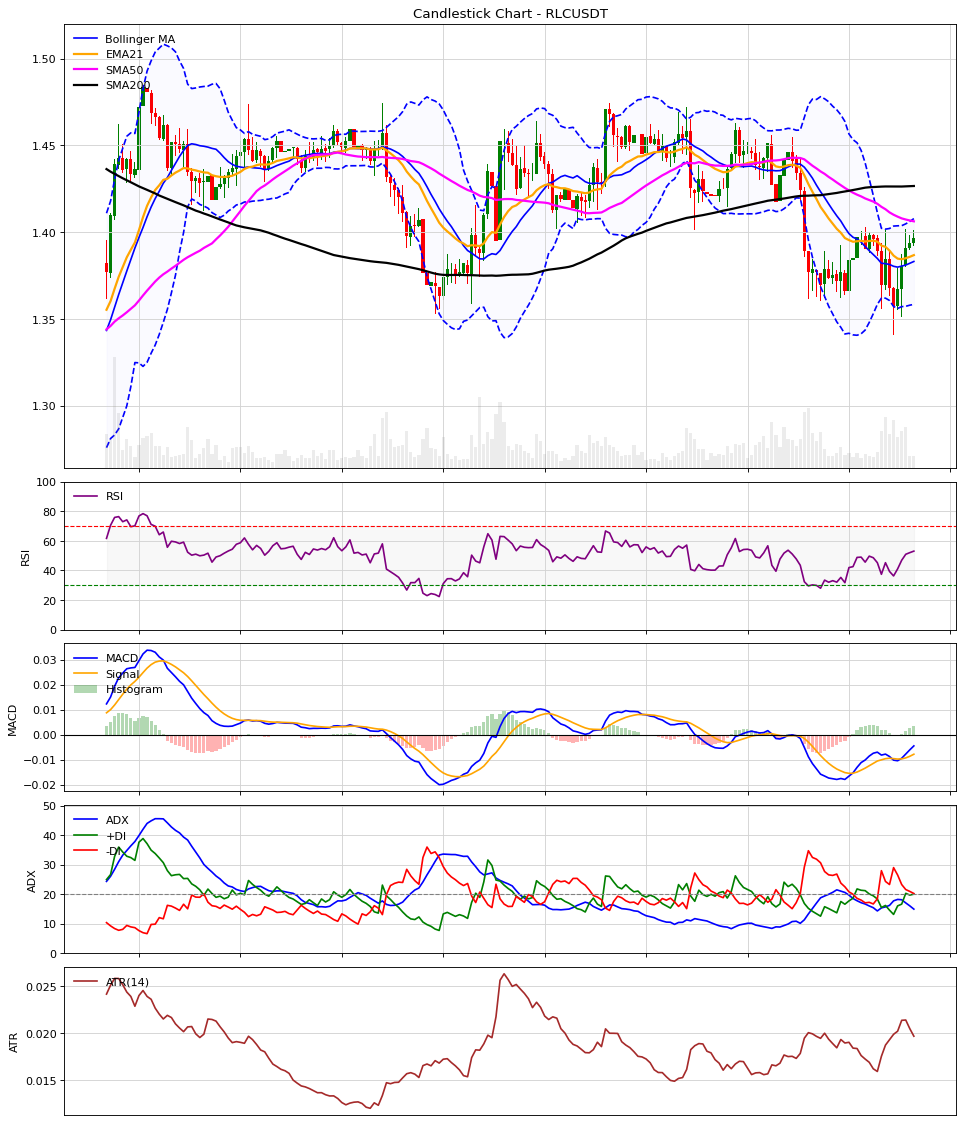 Candlestick Chart - RLCUSDT
Bollinger MA
EMA21
SMA50
SMA200
1.50
1.45
1.40
1.35
1.30
RSI
100
80
60
40
20
0
RSI
MACD
Signal
Histogram
0.03
0.02
0.01
0.00
−0.01
−0.02
MACD
ADX
+DI
-DI
50
40
30
20
10
0
ADX
ATR(14)
0.025
0.020
0.015
ATR